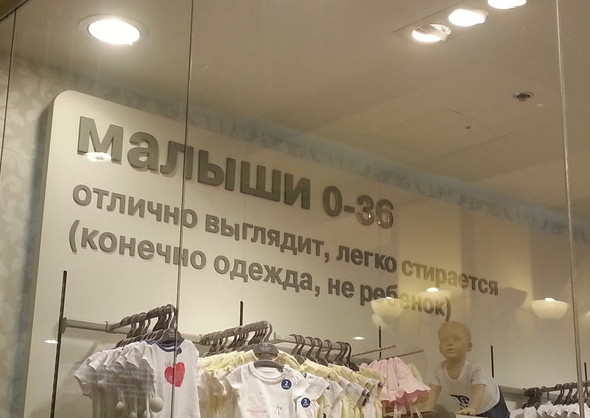 малыши 0-36
отлично выглядит, легко стирается
(конечно одежда, не ребенок)